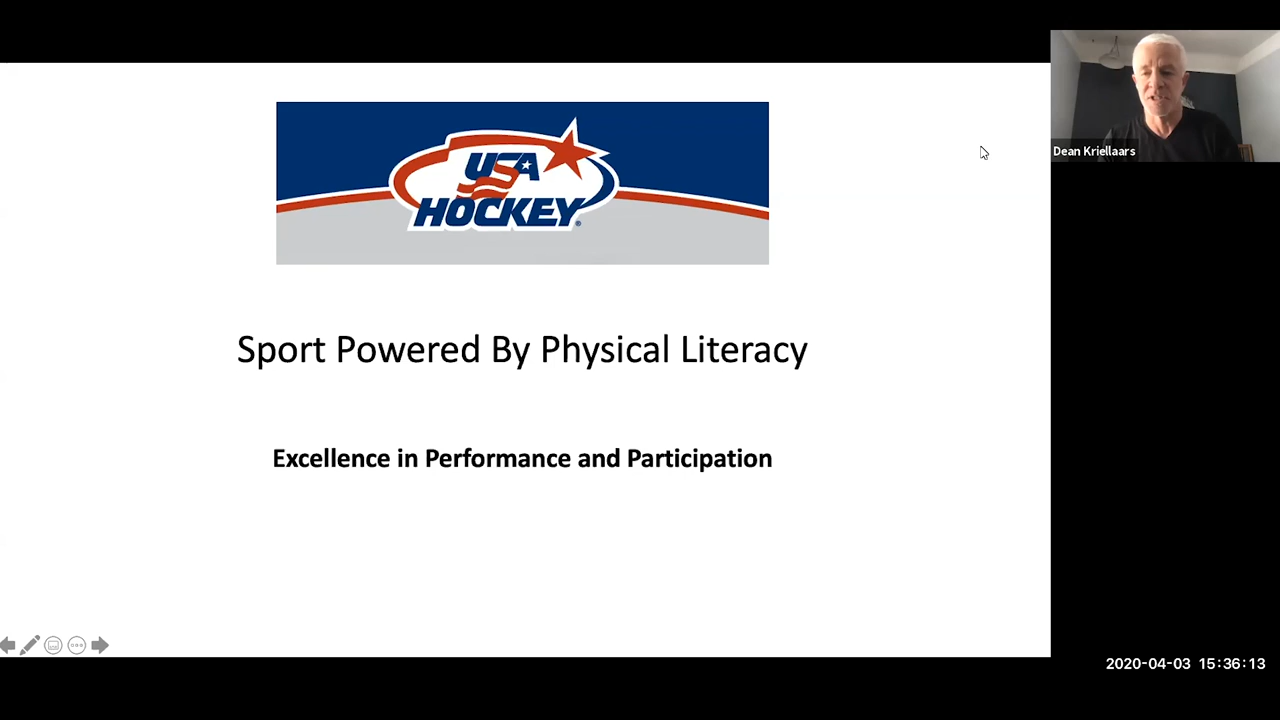 USA
HOCKEY®
Dean Kriellaars
Sport Powered By Physical Literacy
Excellence in Performance and Participation
2020-04-03 15:36:13